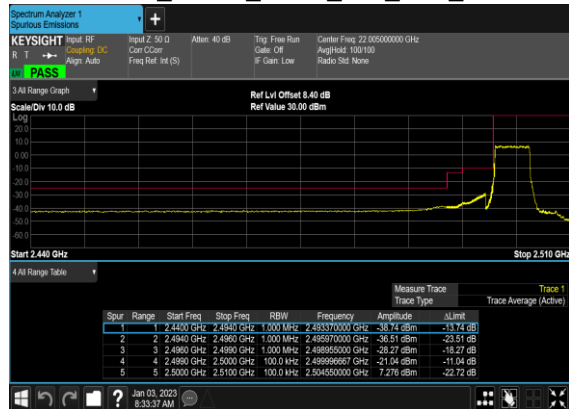 Spectrum Analyzer 1
Spurious Emissions
KEYSIGHT Input: RF Input Z: 50 Ω Atten: 40 dB Trig: Free Run Center Freq: 22.005000000 GHz
R T Coupling: DC Corr CCorr Gate: Off Avg|Hold: 100/100
Align: Auto Freq Ref: Int (S) IF Gain: Low Radio Std: None
PASS
3 All Range Graph
Ref Lvl Offset 8.40 dB
Scale/Div 10.0 dB Ref Value 30.00 dBm
Log
20.0
10.0
0.00
-10.0
-20.0
-30.0
-40.0
-50.0
-60.0
Start 2.440 GHz Stop 2.510 GHz
4 All Range Table
Measure Trace Trace 1
Trace Type Trace Average (Active)
Spur Range Start Freq Stop Freq RBW Frequency Amplitude ΔLimit
1 1 2.4400 GHz 2.4940 GHz 1.000 MHz 2.493370000 GHz -38.74 dBm -13.74 dB
2 2 2.4940 GHz 2.4960 GHz 1.000 MHz 2.495970000 GHz -36.51 dBm -23.51 dB
3 3 2.4960 GHz 2.4990 GHz 1.000 MHz 2.498955000 GHz -28.27 dBm -18.27 dB
4 4 2.4990 GHz 2.5000 GHz 100.0 kHz 2.499996667 GHz -21.04 dBm -11.04 dB
5 5 2.5000 GHz 2.5100 GHz 100.0 kHz 2.504550000 GHz 7.276 dBm -22.72 dB
? Jan 03, 2023
8:33:37 AM